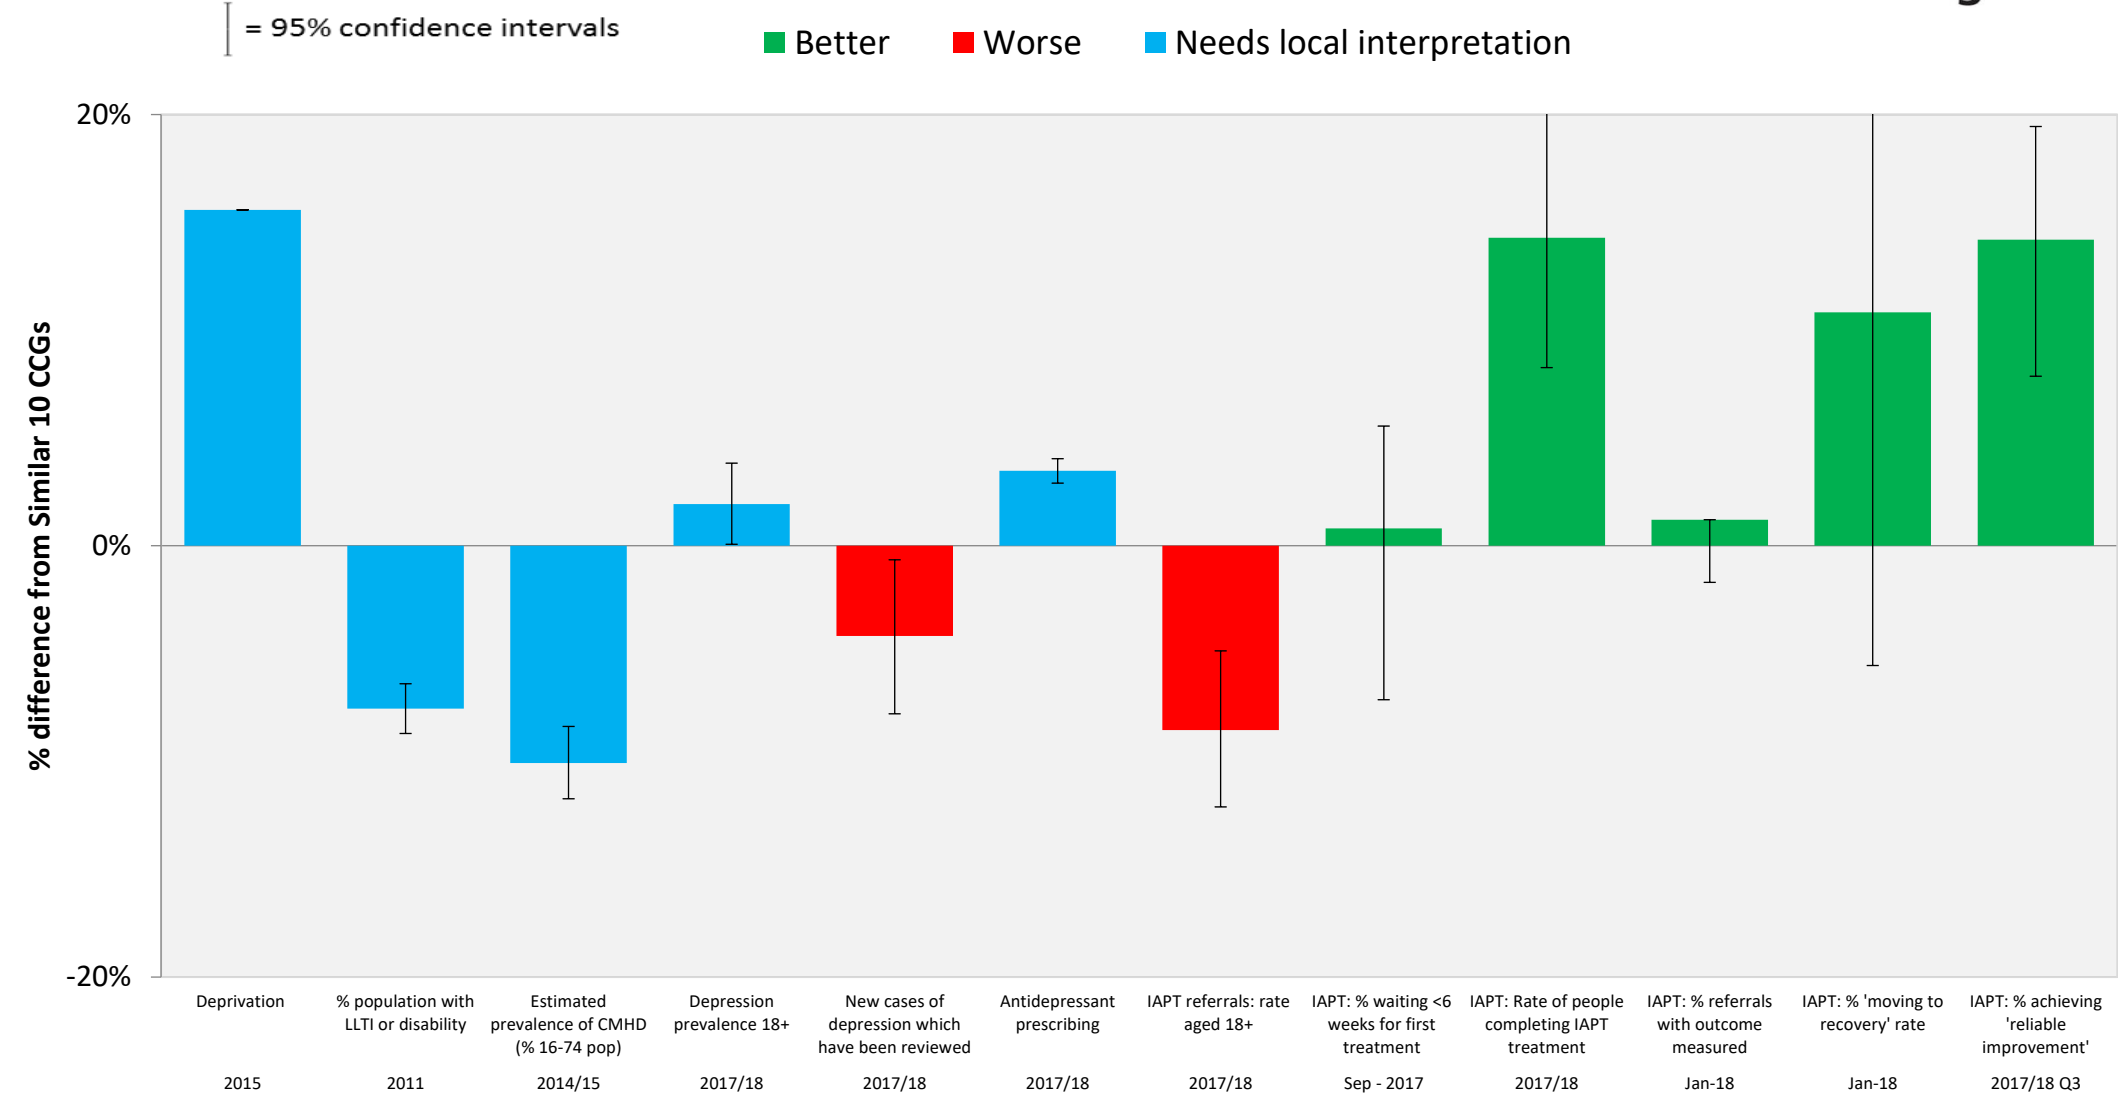 = 95% confidence intervals
Better
Worse
Needs local interpretation
20%
0%
-20%
% difference from Similar 10 CCGs
Deprivation
2015
% population with
LLTI or disability
2011
Estimated
prevalence of CMHD
(% 16-74 pop)
2014/15
Depression
prevalence 18+
2017/18
New cases of
depression which
have been reviewed
2017/18
Antidepressant
prescribing
2017/18
IAPT referrals: rate
aged 18+
2017/18
IAPT: % waiting <6
weeks for first
treatment
Sep - 2017
IAPT: Rate of people
completing IAPT
treatment
2017/18
IAPT: % referrals
with outcome
measured
Jan-18
IAPT: % 'moving to
recovery' rate
Jan-18
IAPT: % achieving
'reliable
improvement'
2017/18 Q3